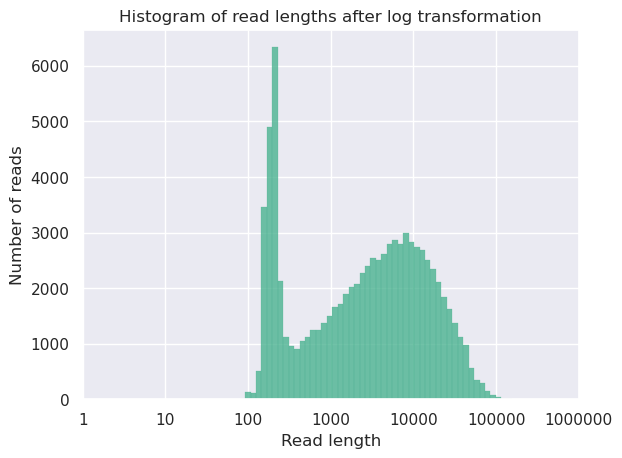 Histogram of read lengths after log transformation
6000
5000
4000
3000
2000
1000
0
Number of reads
1 10 100 1000 10000 100000 1000000
Read length